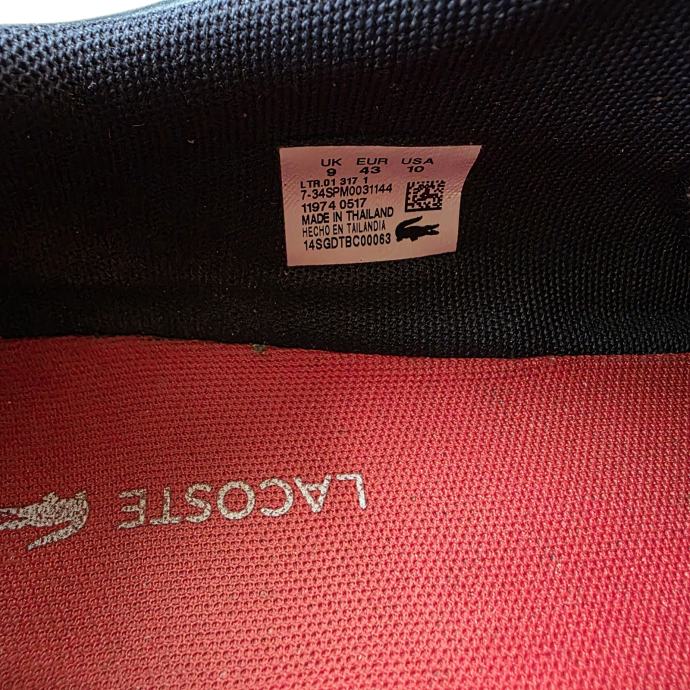 UK EUR USA
9 43 10
LTR.01 317 1
7-34SPM0031144
11974 0517
MADE IN THAILAND
HECHO EN TAILANDIA
14SGDTBC00063
LACOSTE